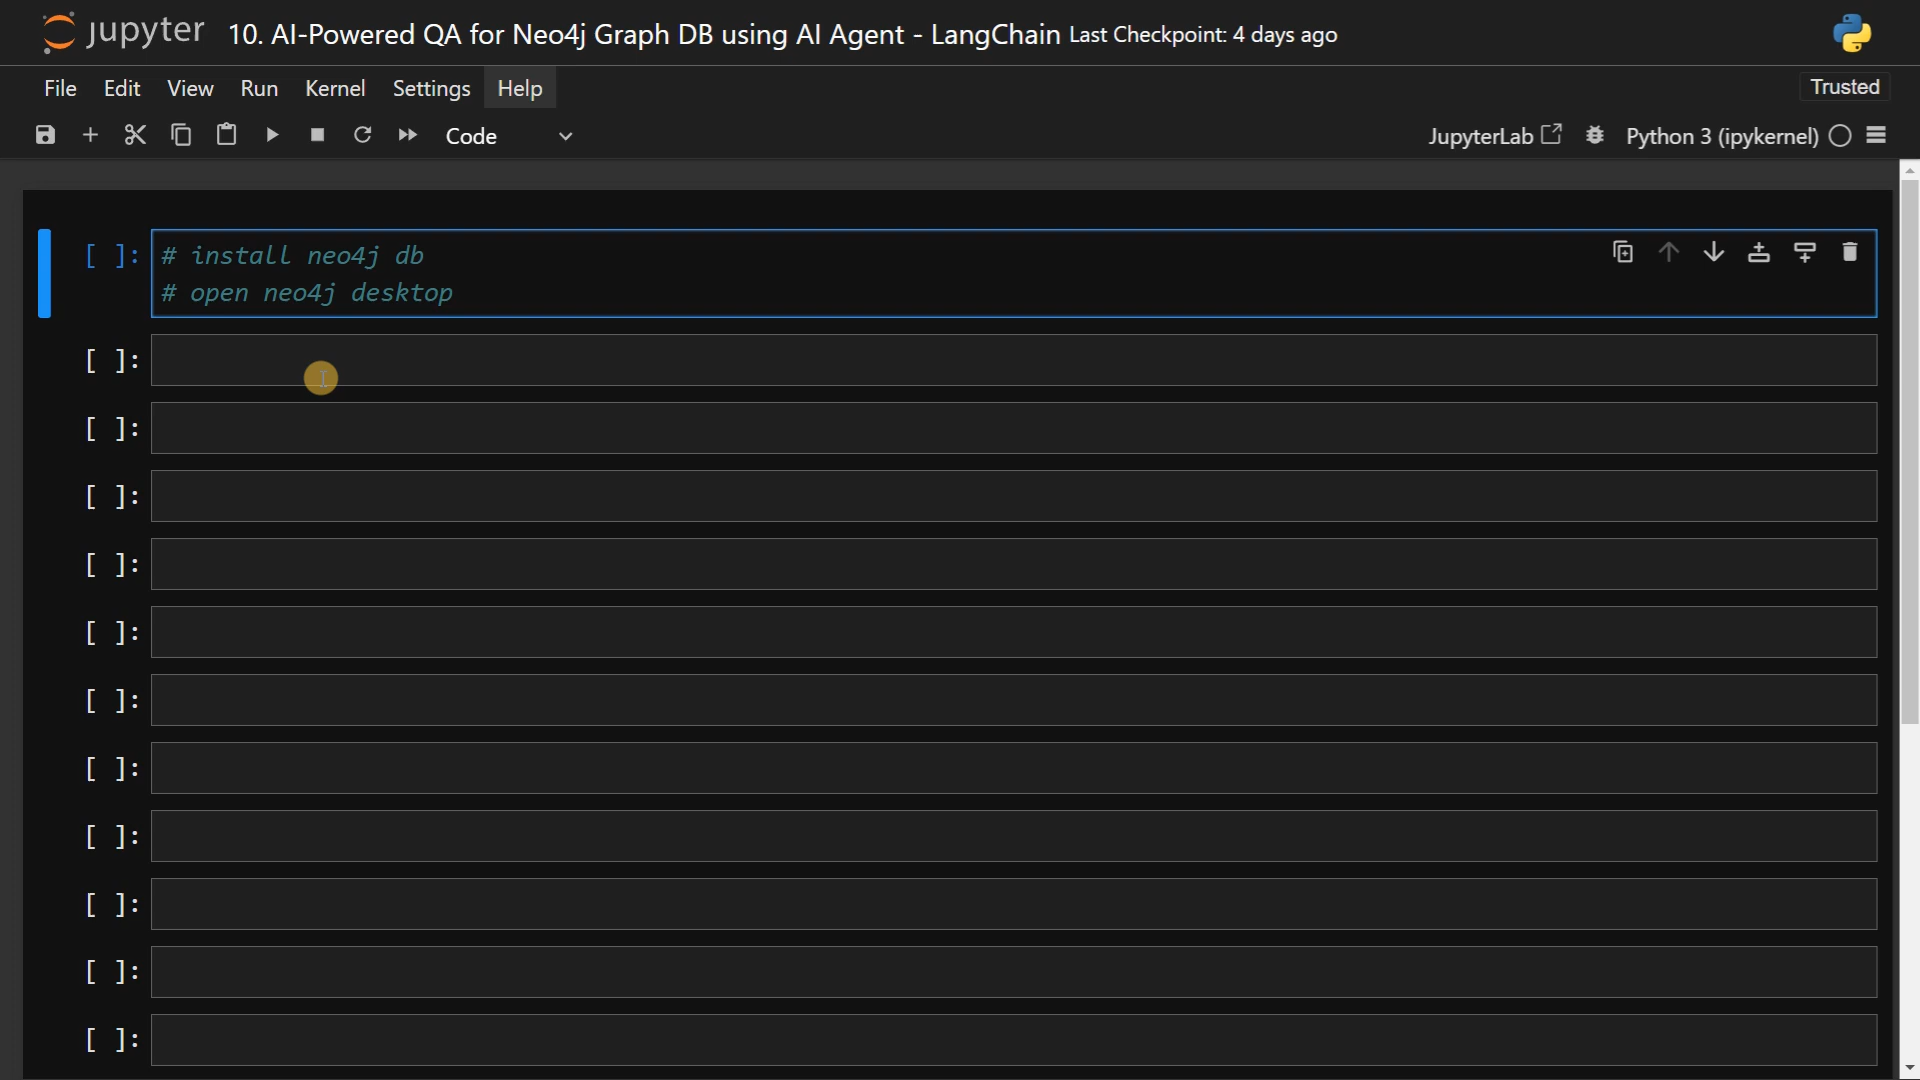 jupyter 10. AI-Powered QA for Neo4j Graph DB using AI Agent - LangChain Last Checkpoint: 4 days ago
File Edit View Run Kernel Settings Help Trusted
Code JupyterLab Python 3 (ipykernel)
[ ]: # install neo4j db
# open neo4j desktop
[ ]:
[ ]:
[ ]:
[ ]:
[ ]:
[ ]:
[ ]:
[ ]:
[ ]:
[ ]:
[ ]: